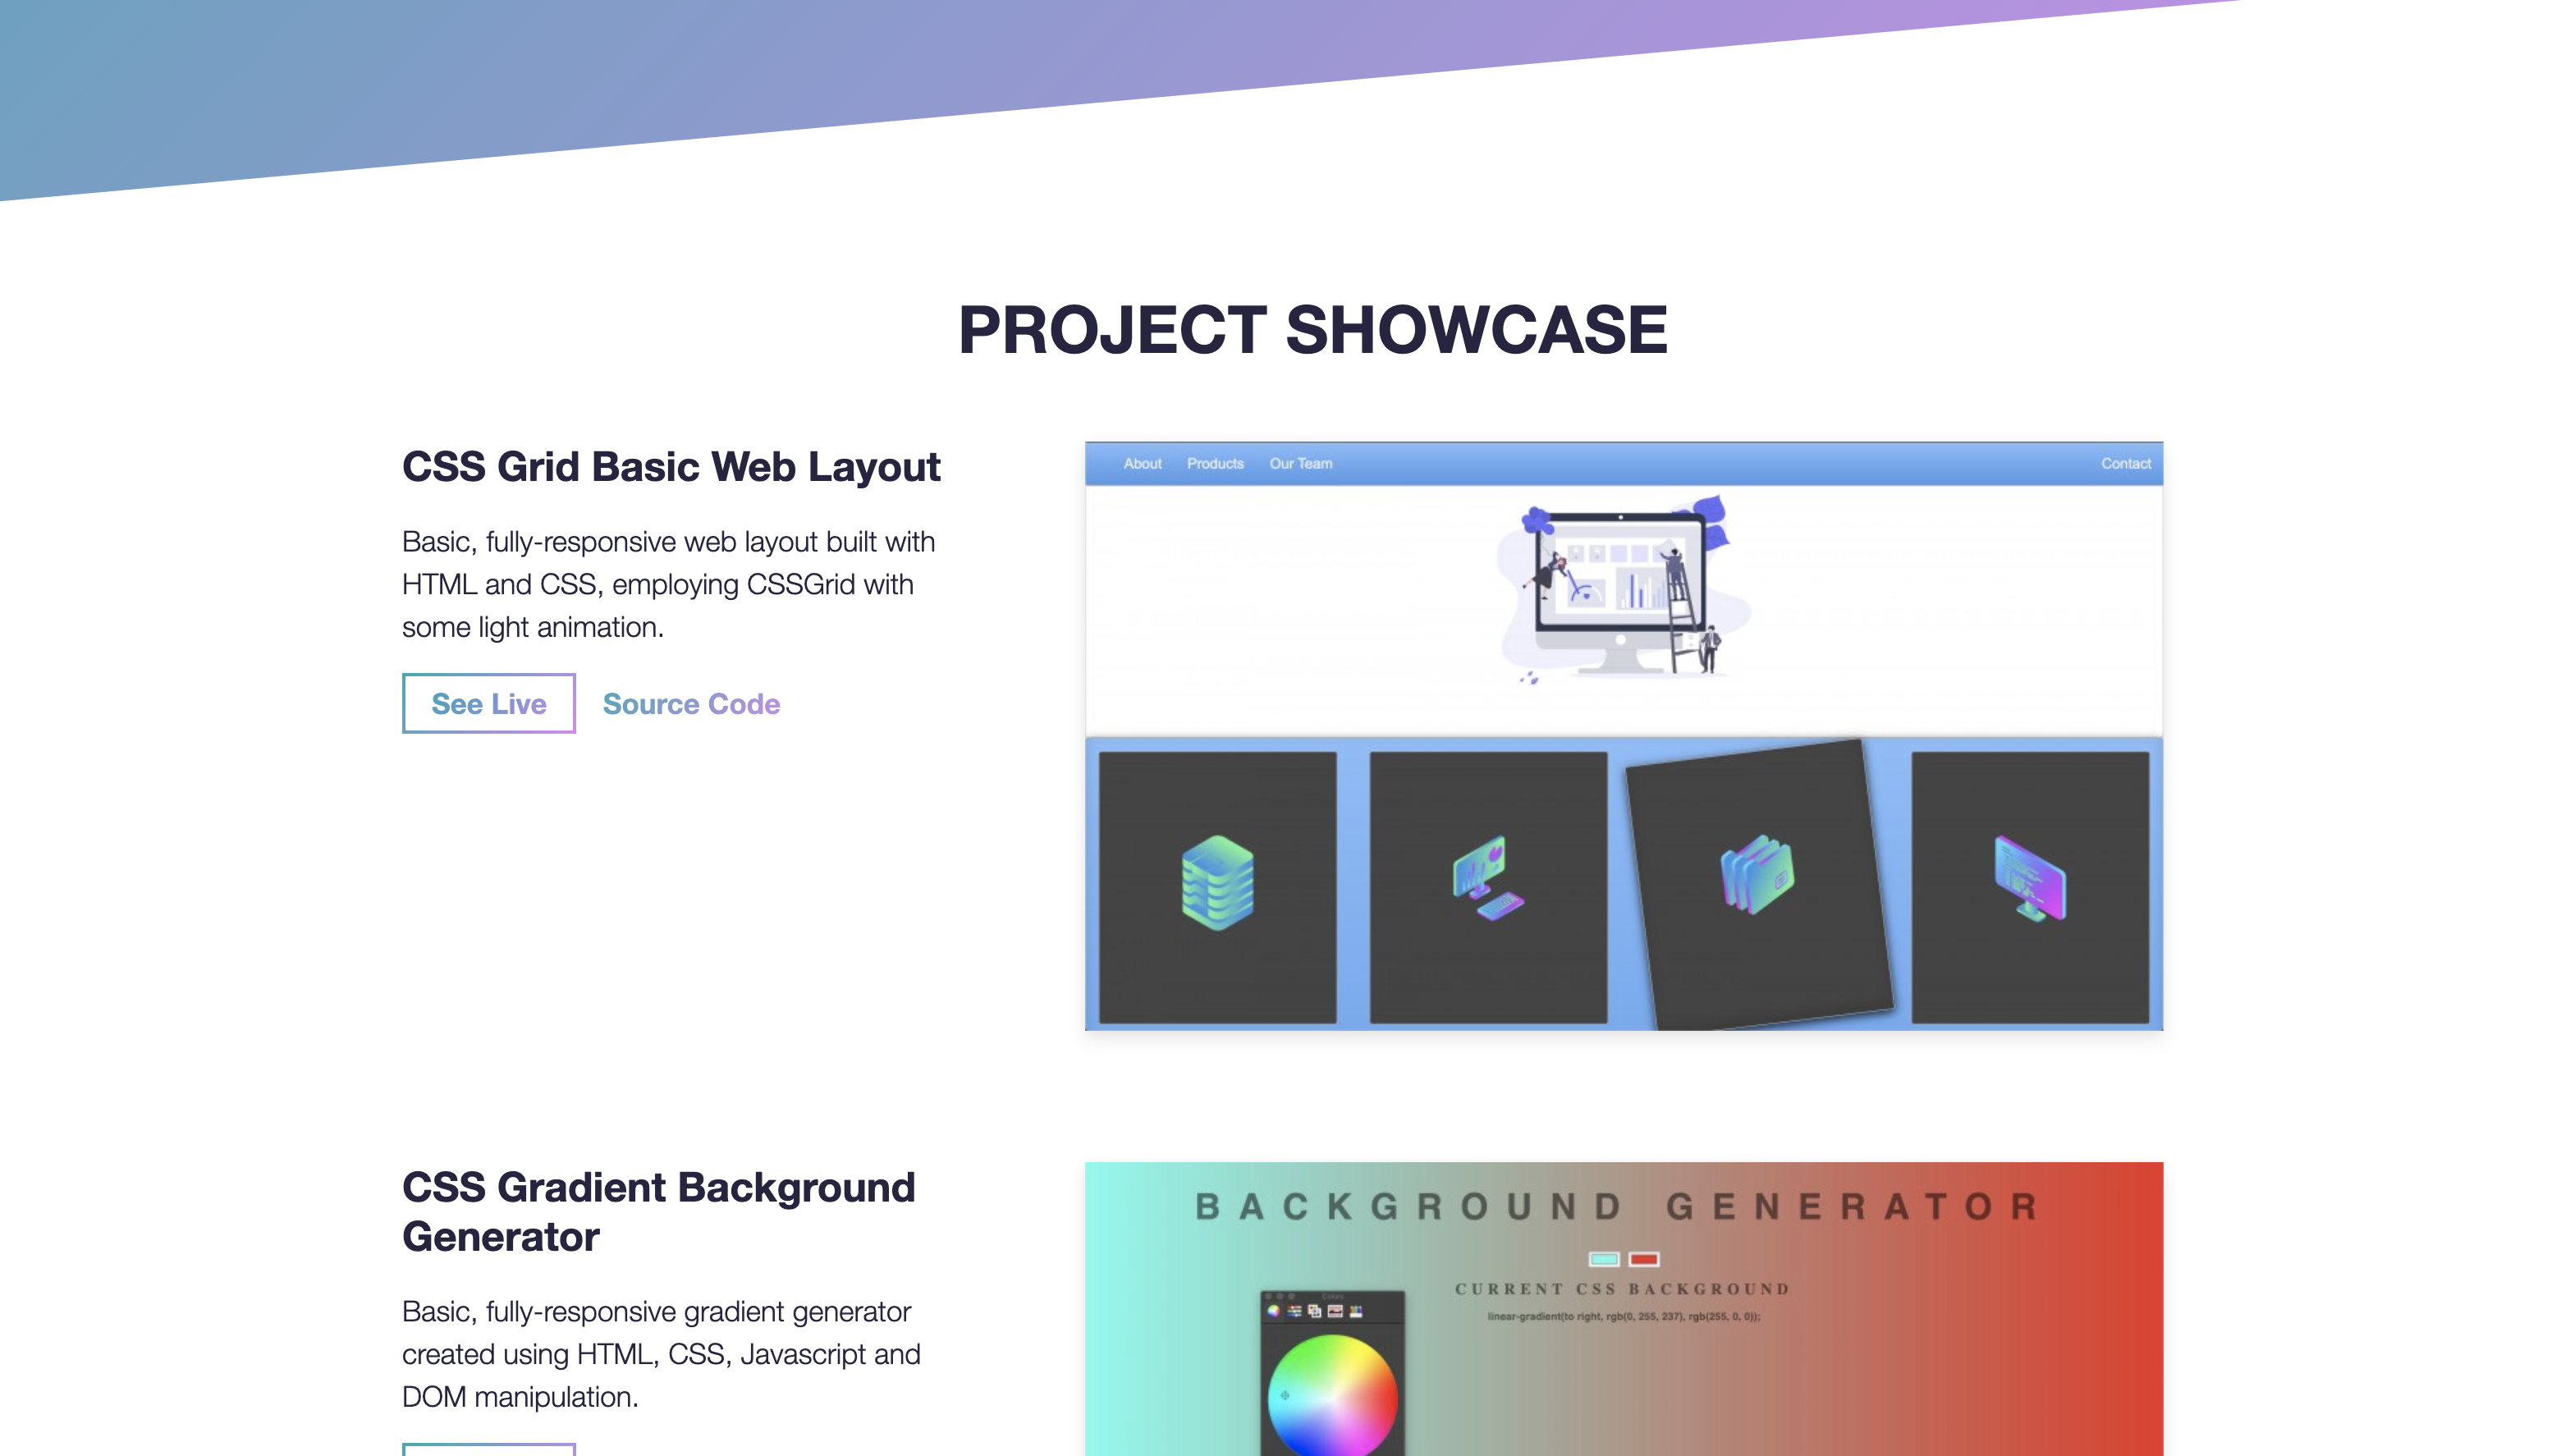 PROJECT SHOWCASE
CSS Grid Basic Web Layout
Basic, fully-responsive web layout built with
HTML and CSS, employing CSSGrid with
some light animation.
See Live
Source Code
About
Products
Our Team
Contact
CSS Gradient Background
Generator
Basic, fully-responsive gradient generator
created using HTML, CSS, Javascript and
DOM manipulation.
BACKGROUND GENERATOR
CURRENT CSS BACKGROUND
linear-gradient(to right, rgb(0, 255, 237), rgb(255, 0, 0));
Colors